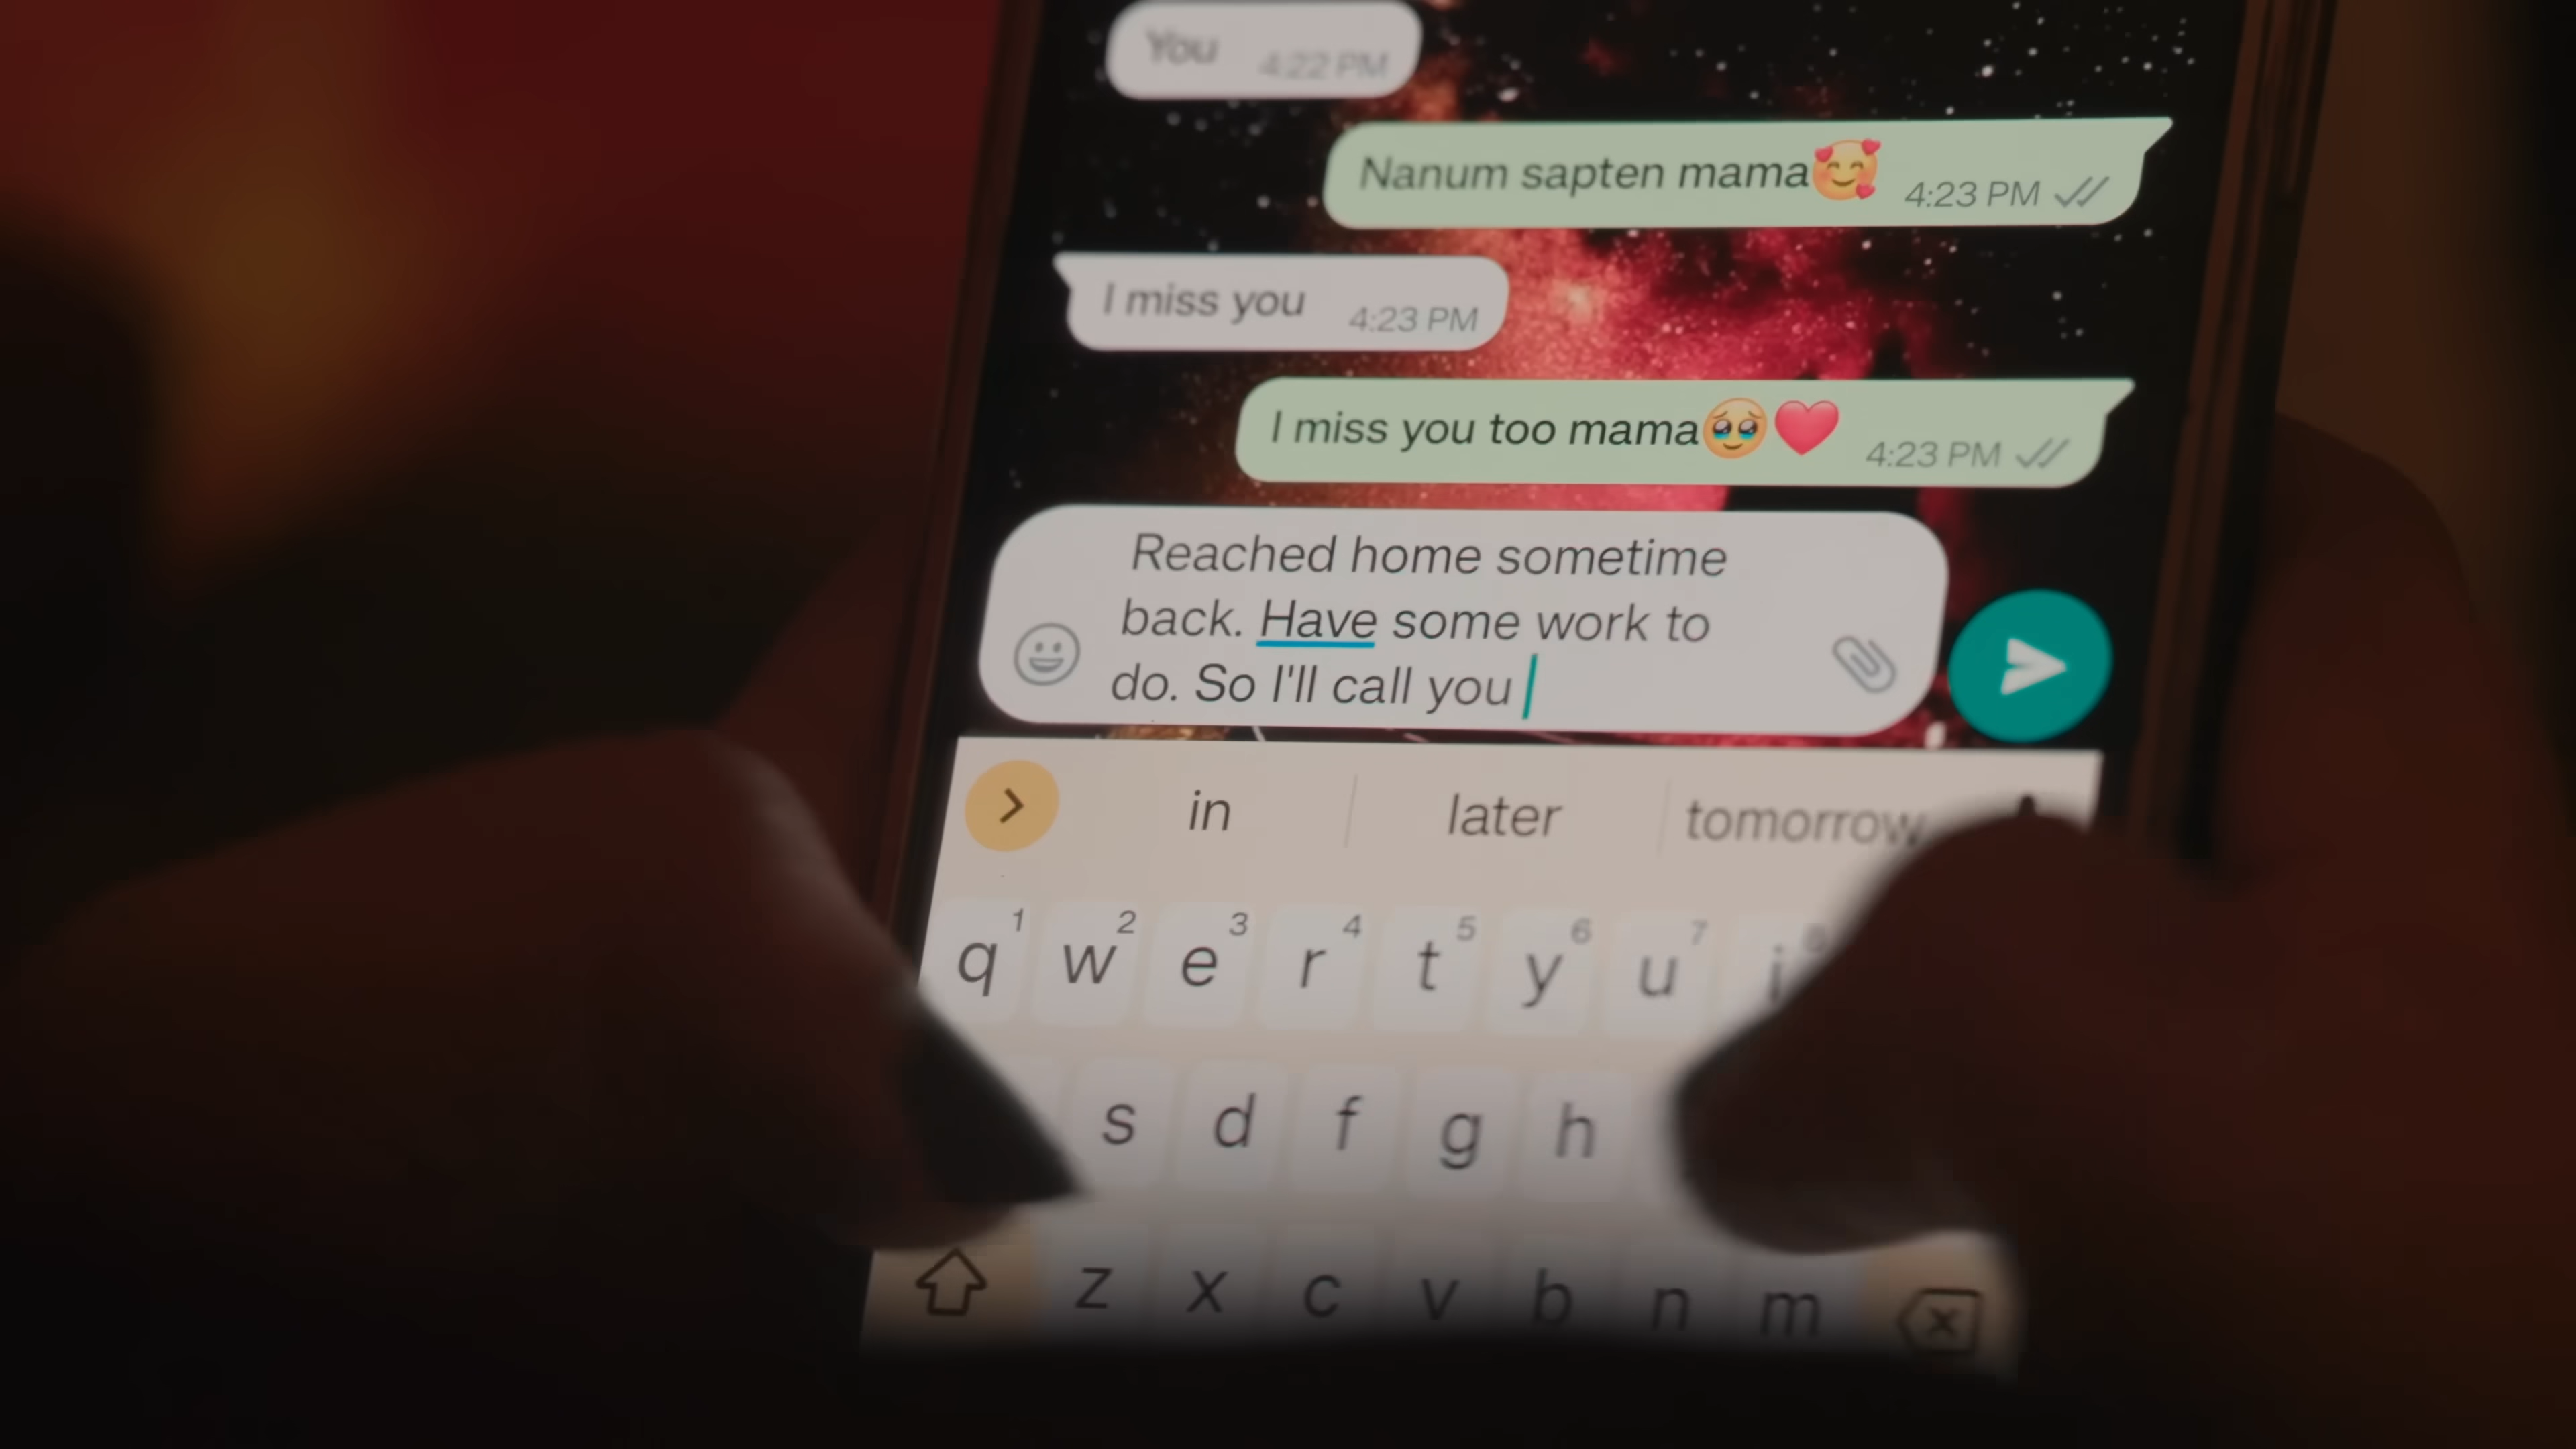 You 4:22 PM
Nanum sapten mama🥰 4:23 PM
I miss you 4:23 PM
I miss you too mama🥹❤️ 4:23 PM
Reached home sometime
back. Have some work to
do. So I'll call you
in later tomorrow
1 2 3 4 5 6 7
q w e r t y u i
s d f g h
z x c v b n m